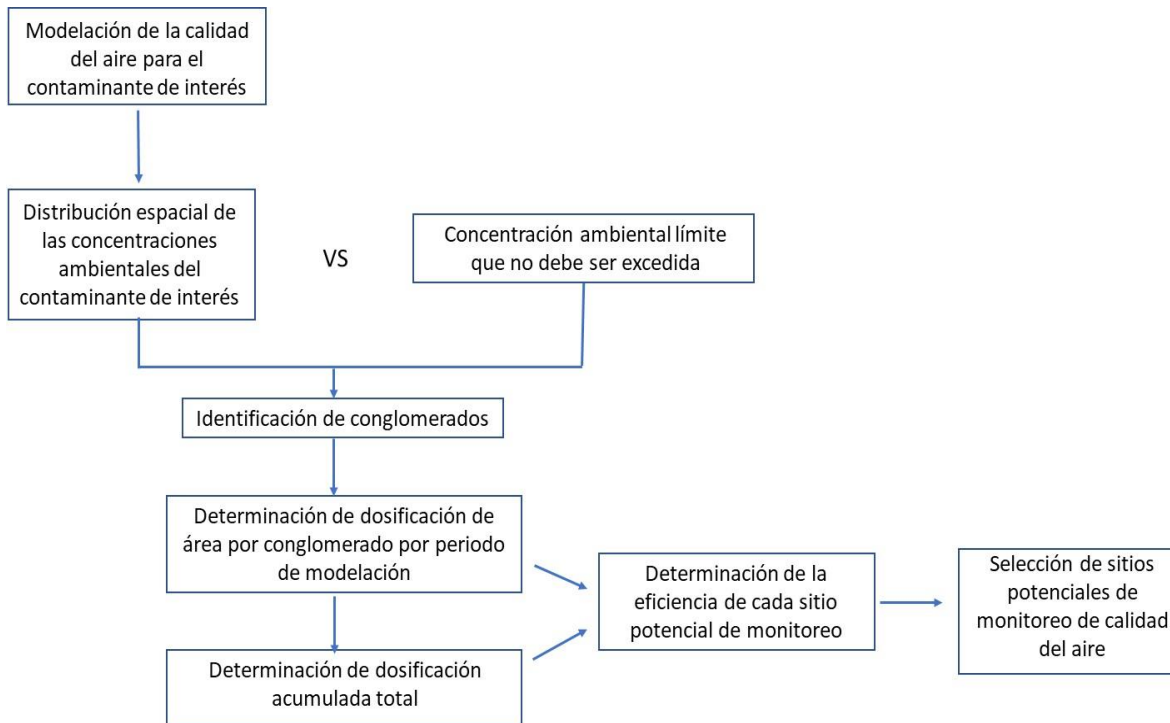 Modelación de la calidad
del aire para el
contaminante de interés
Distribución espacial de
las concentraciones
ambientales del
contaminante de interés
VS
Concentración ambiental límite
que no debe ser excedida
Identificación de conglomerados
Determinación de dosificación de
área por conglomerado por periodo
de modelación
Determinación de dosificación
acumulada total
Determinación de la
eficiencia de cada sitio
potencial de monitoreo
Selección de sitios
potenciales de
monitoreo de calidad
del aire